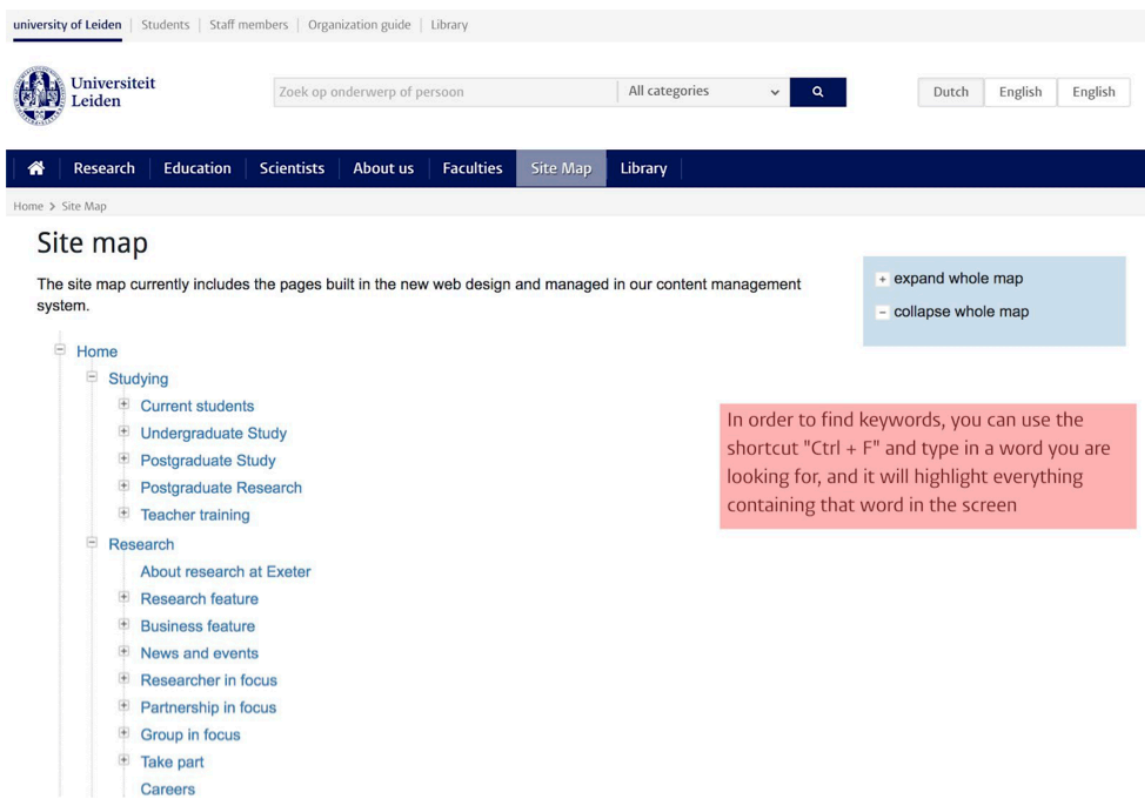 university of Leiden | Students | Staff members | Organization guide | Library
Universiteit
Leiden
Zoek op onderwerp of persoon
All categories
Dutch English English
Research Education Scientists About us Faculties Site Map Library
Home > Site Map
Site map
The site map currently includes the pages built in the new web design and managed in our content management
system.
+ expand whole map
− collapse whole map
Home
Studying
Current students
Undergraduate Study
Postgraduate Study
Postgraduate Research
Teacher training
In order to find keywords, you can use the
shortcut "Ctrl + F" and type in a word you are
looking for, and it will highlight everything
containing that word in the screen
Research
About research at Exeter
Research feature
Business feature
News and events
Researcher in focus
Partnership in focus
Group in focus
Take part
Careers